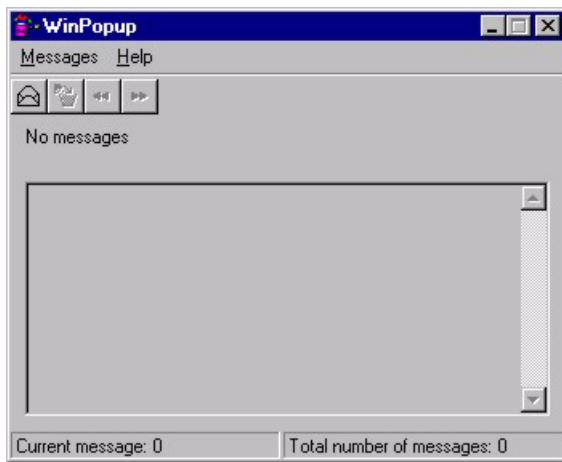 WinPopup
Messages Help
No messages
Current message: 0 Total number of messages: 0